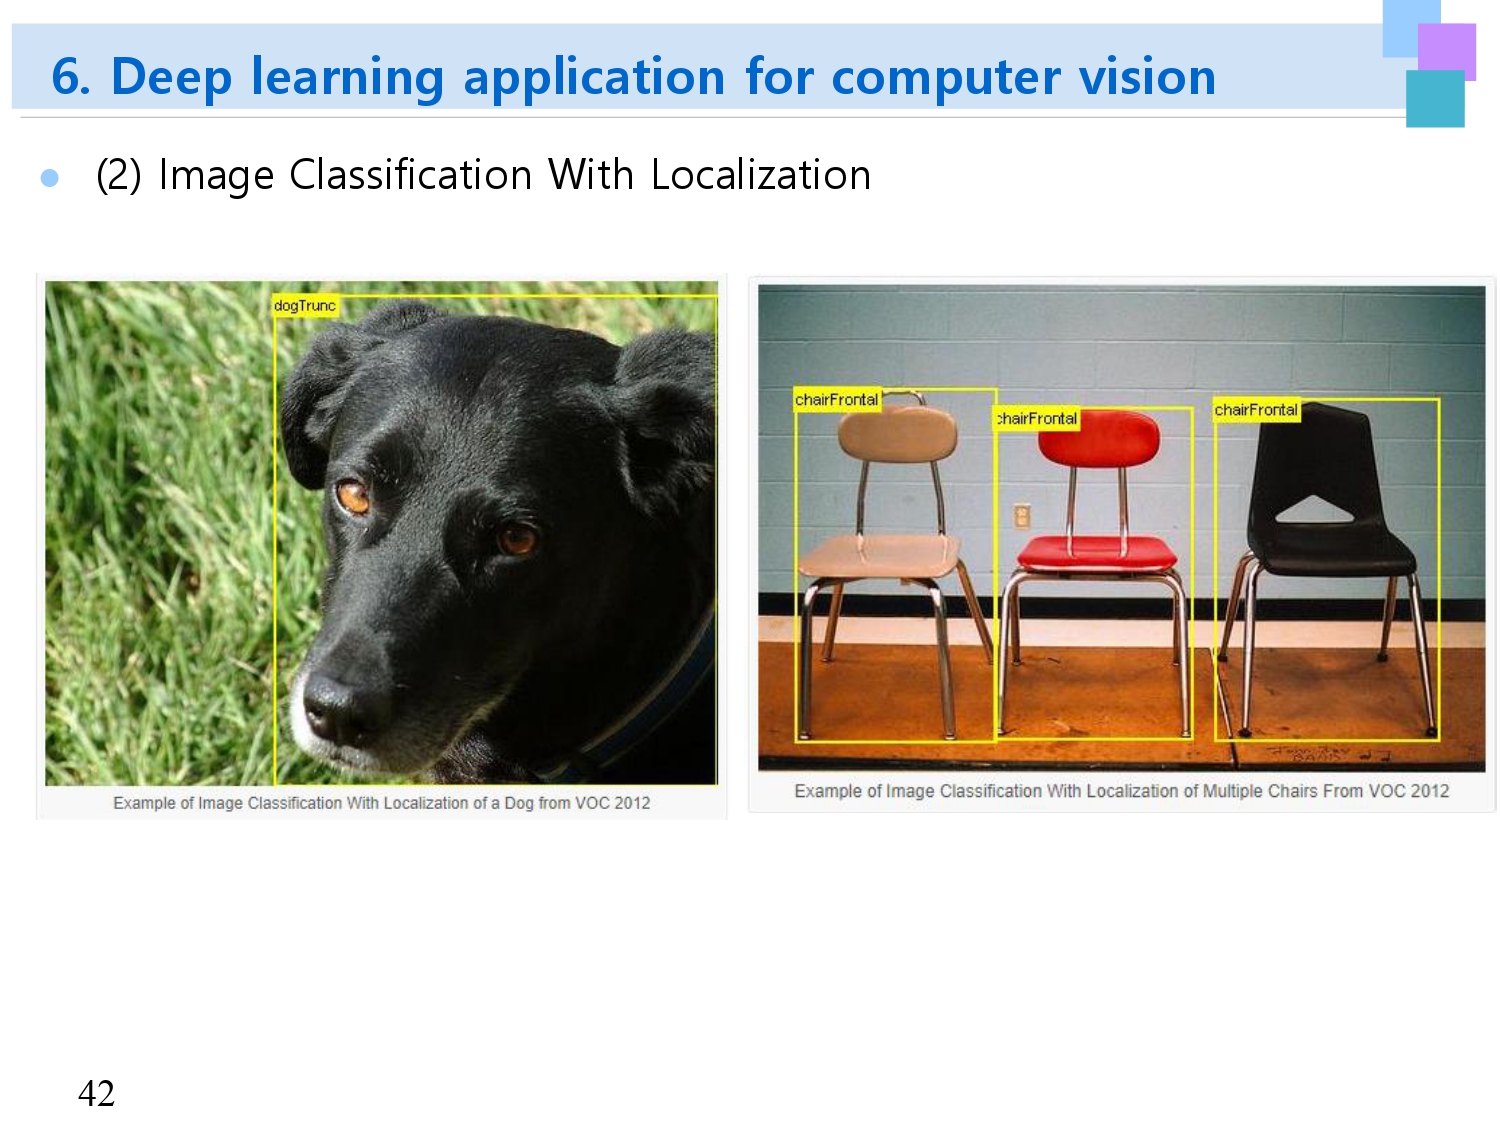 6. Deep learning application for computer vision
(2) Image Classification With Localization
dogTrunc
Example of Image Classification With Localization of a Dog from VOC 2012
chairFrontal
chairFrontal
chairFrontal
Example of Image Classification With Localization of Multiple Chairs From VOC 2012
42